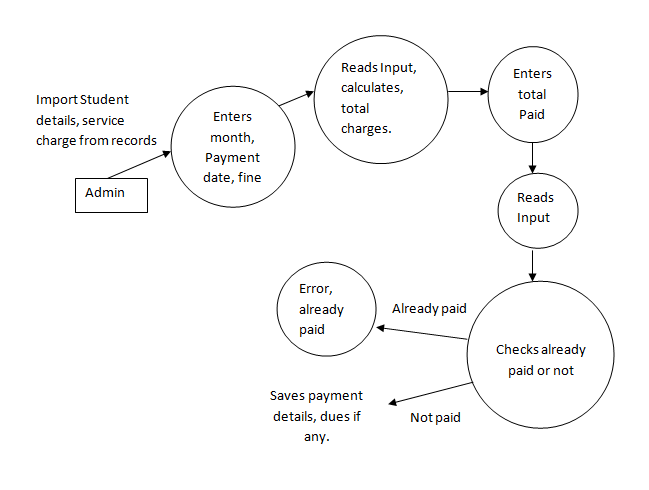 Import Student
details, service
charge from records
Admin
Enters
month,
Payment
date, fine
Reads Input,
calculates,
total
charges.
Enters
total
Paid
Reads
Input
Checks already
paid or not
Already paid
Error,
already
paid
Not paid
Saves payment
details, dues if
any.